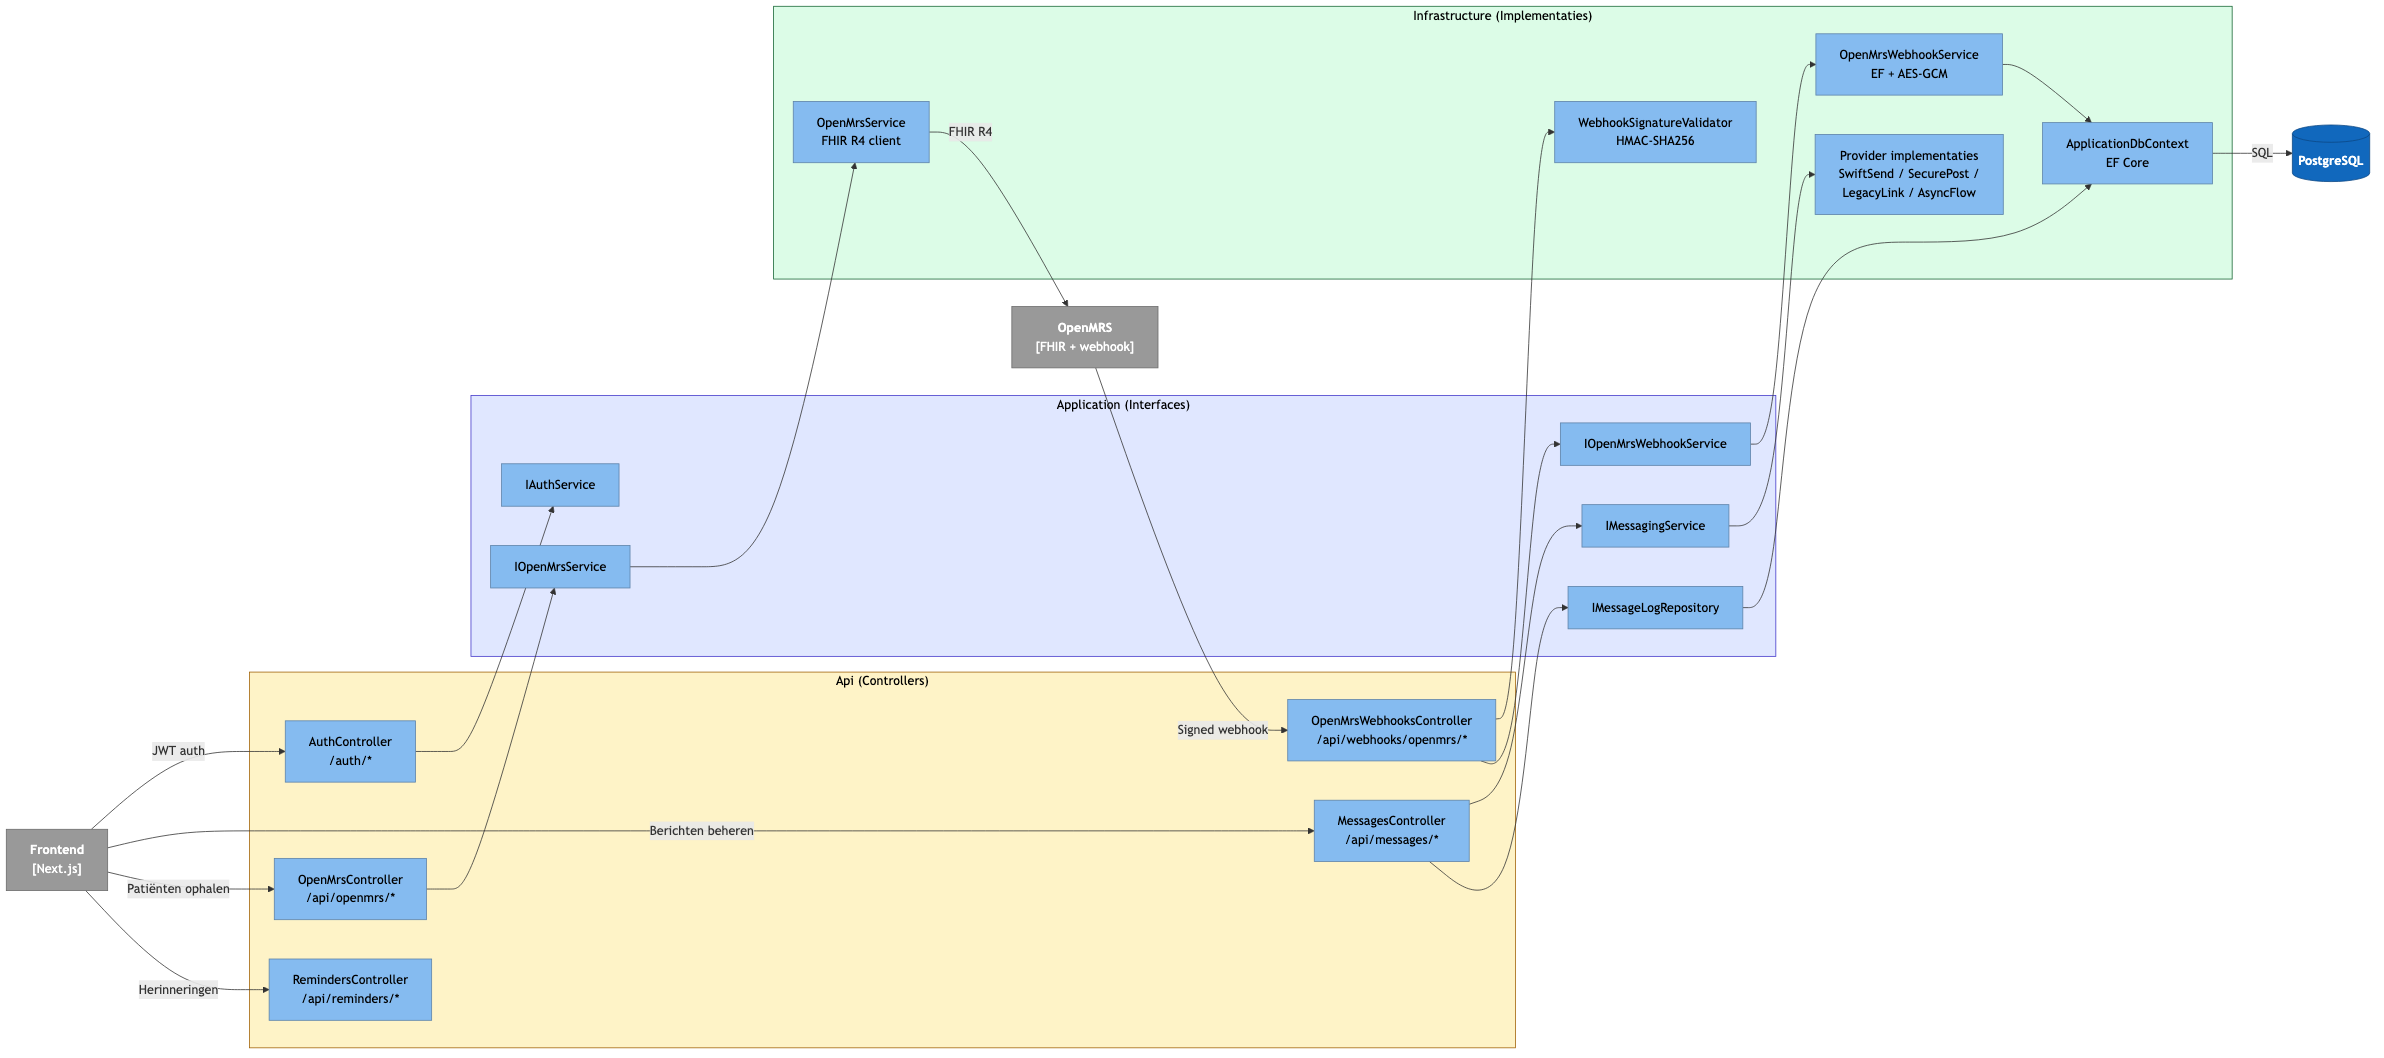 Infrastructure (Implementaties)
OpenMrsService
FHIR R4 client
FHIR R4
WebhookSignatureValidator
HMAC-SHA256
OpenMrsWebhookService
EF + AES-GCM
Provider implementaties
SwiftSend / SecurePost /
LegacyLink / AsyncFlow
ApplicationDbContext
EF Core
SQL
PostgreSQL
OpenMRS
[FHIR + webhook]
Application (Interfaces)
IAuthService
IOpenMrsService
IOpenMrsWebhookService
IMessagingService
IMessageLogRepository
Api (Controllers)
AuthController
/auth/*
OpenMrsController
/api/openmrs/*
RemindersController
/api/reminders/*
Signed webhook
OpenMrsWebhooksController
/api/webhooks/openmrs/*
MessagesController
/api/messages/*
JWT auth
Berichten beheren
Patiënten ophalen
Herinneringen
Frontend
[Next.js]